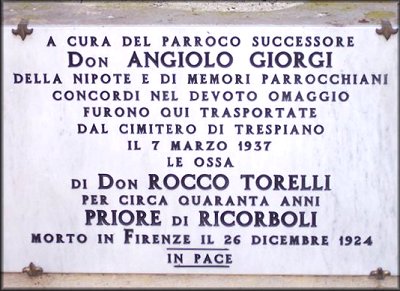 A CURA DEL PARROCO SUCCESSORE
DON ANGIOLO GIORGI
DELLA NIPOTE E DI MEMORI PARROCCHIANI
CONCORDI NEL DEVOTO OMAGGIO
FURONO QUI TRASPORTATE
DAL CIMITERO DI TRESPIANO
IL 7 MARZO 1937
LE OSSA
DI DON ROCCO TORELLI
PER CIRCA QUARANTA ANNI
PRIORE DI RICORBOLI
MORTO IN FIRENZE IL 26 DICEMBRE 1924
IN PACE